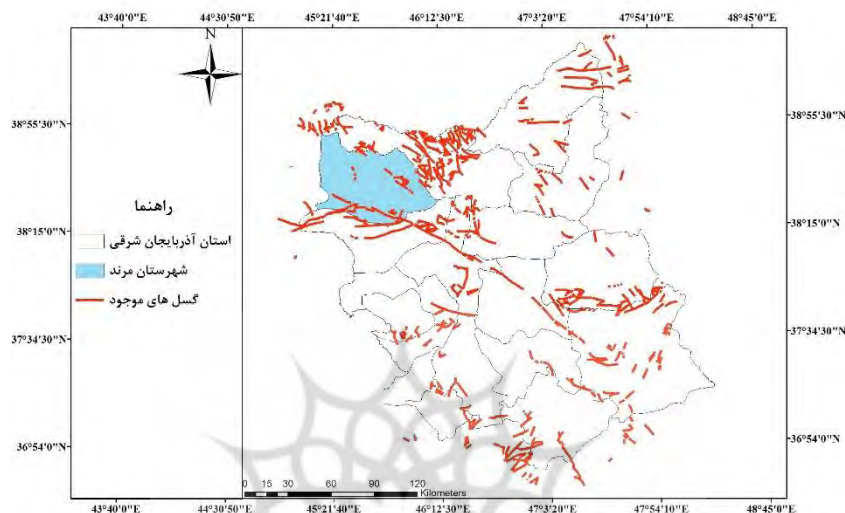 43°40'0"E 44°30'50"E 45°21'40"E 46°12'30"E 47°3'20"E 47°54'10"E 48°45'0"E
N
38°55'30"N 38°55'30"N
راهنما
38°15'0"N 38°15'0"N
استان آذربایجان شرقی
شهرستان مرند
گسل های موجود
37°34'30"N 37°34'30"N
36°54'0"N 36°54'0"N
0 15 30 60 90 120
Kilometers
43°40'0"E 44°30'50"E 45°21'40"E 46°12'30"E 47°3'20"E 47°54'10"E 48°45'0"E